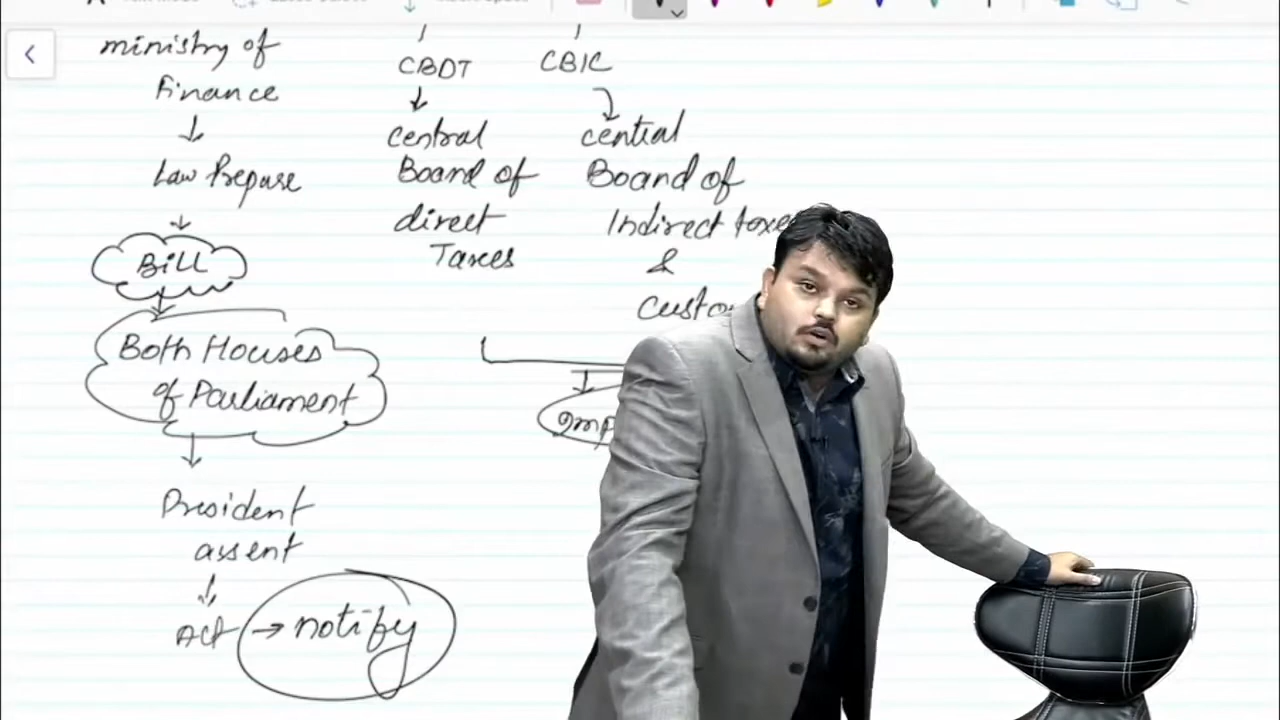 ministry of
Finance
Law Prepare
Bill
Both Houses
of Parliament
President
assent
Act → notify
CBDT
Central
Board of
direct
Taxes
CBIC
Central
Board of
Indirect taxes
&
Custo
Imp